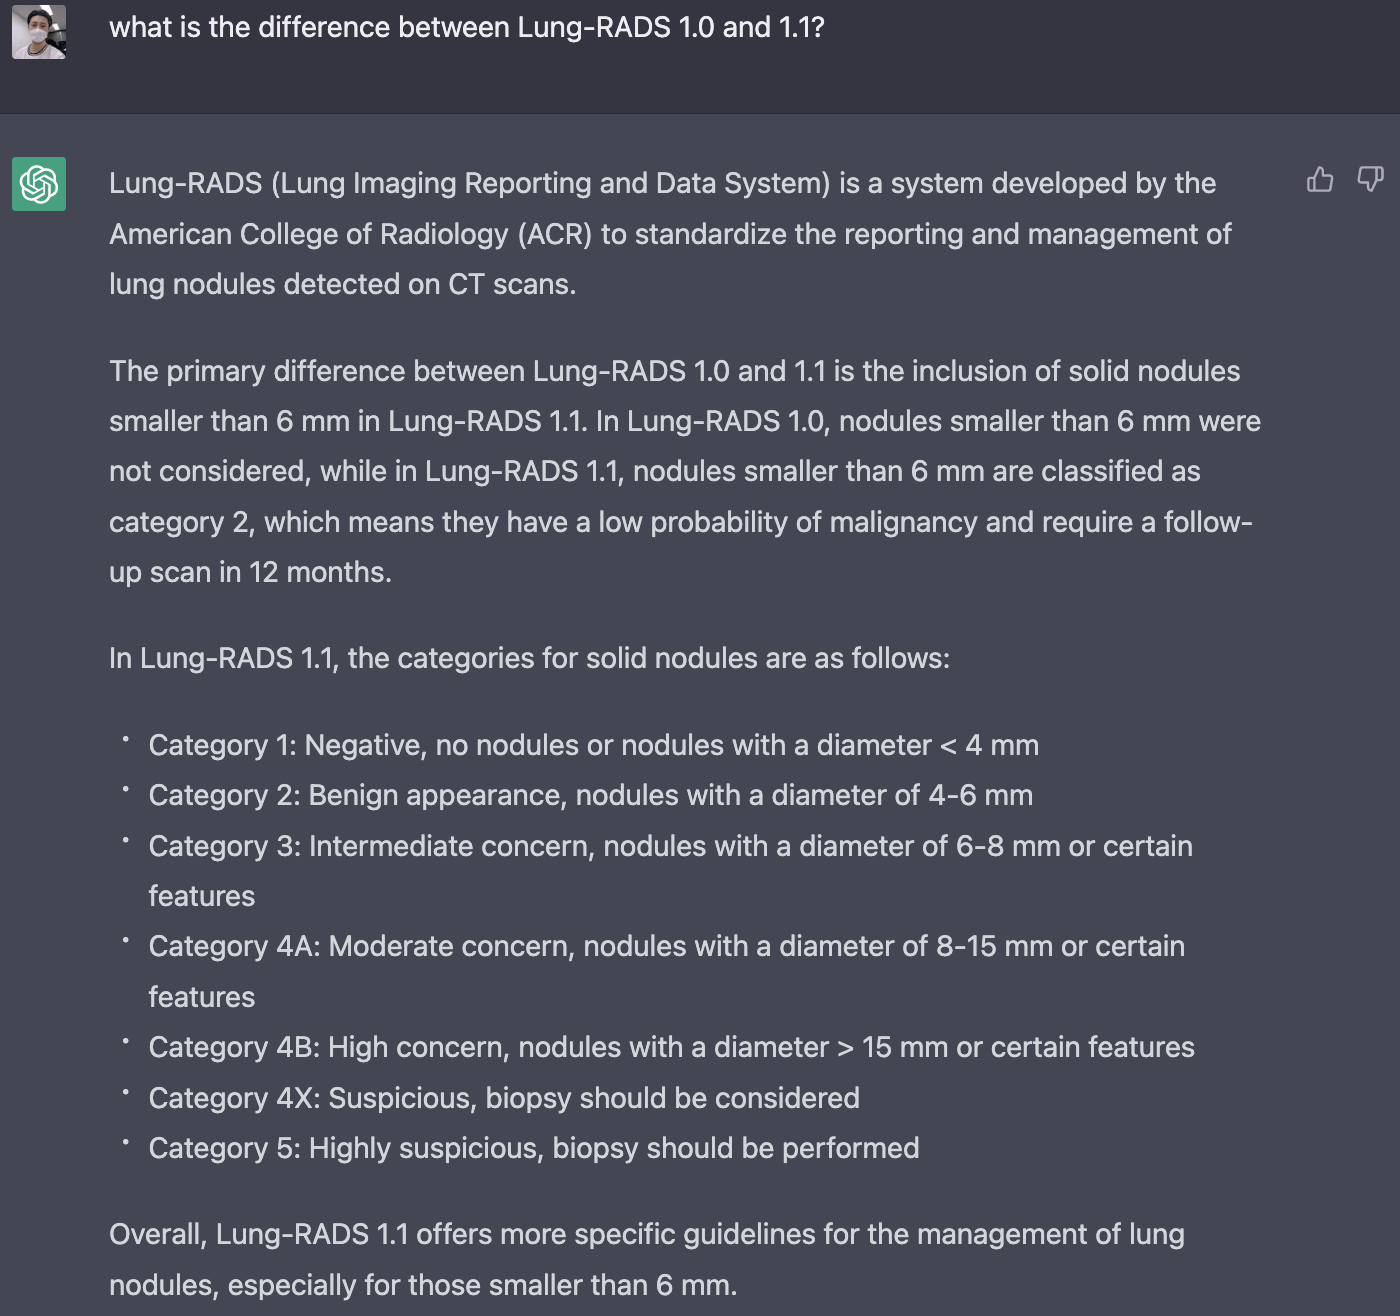 what is the difference between Lung-RADS 1.0 and 1.1?
Lung-RADS (Lung Imaging Reporting and Data System) is a system developed by the
American College of Radiology (ACR) to standardize the reporting and management of
lung nodules detected on CT scans.
The primary difference between Lung-RADS 1.0 and 1.1 is the inclusion of solid nodules
smaller than 6 mm in Lung-RADS 1.1. In Lung-RADS 1.0, nodules smaller than 6 mm were
not considered, while in Lung-RADS 1.1, nodules smaller than 6 mm are classified as
category 2, which means they have a low probability of malignancy and require a follow-
up scan in 12 months.
In Lung-RADS 1.1, the categories for solid nodules are as follows:
• Category 1: Negative, no nodules or nodules with a diameter < 4 mm
• Category 2: Benign appearance, nodules with a diameter of 4-6 mm
• Category 3: Intermediate concern, nodules with a diameter of 6-8 mm or certain
features
• Category 4A: Moderate concern, nodules with a diameter of 8-15 mm or certain
features
• Category 4B: High concern, nodules with a diameter > 15 mm or certain features
• Category 4X: Suspicious, biopsy should be considered
• Category 5: Highly suspicious, biopsy should be performed
Overall, Lung-RADS 1.1 offers more specific guidelines for the management of lung
nodules, especially for those smaller than 6 mm.